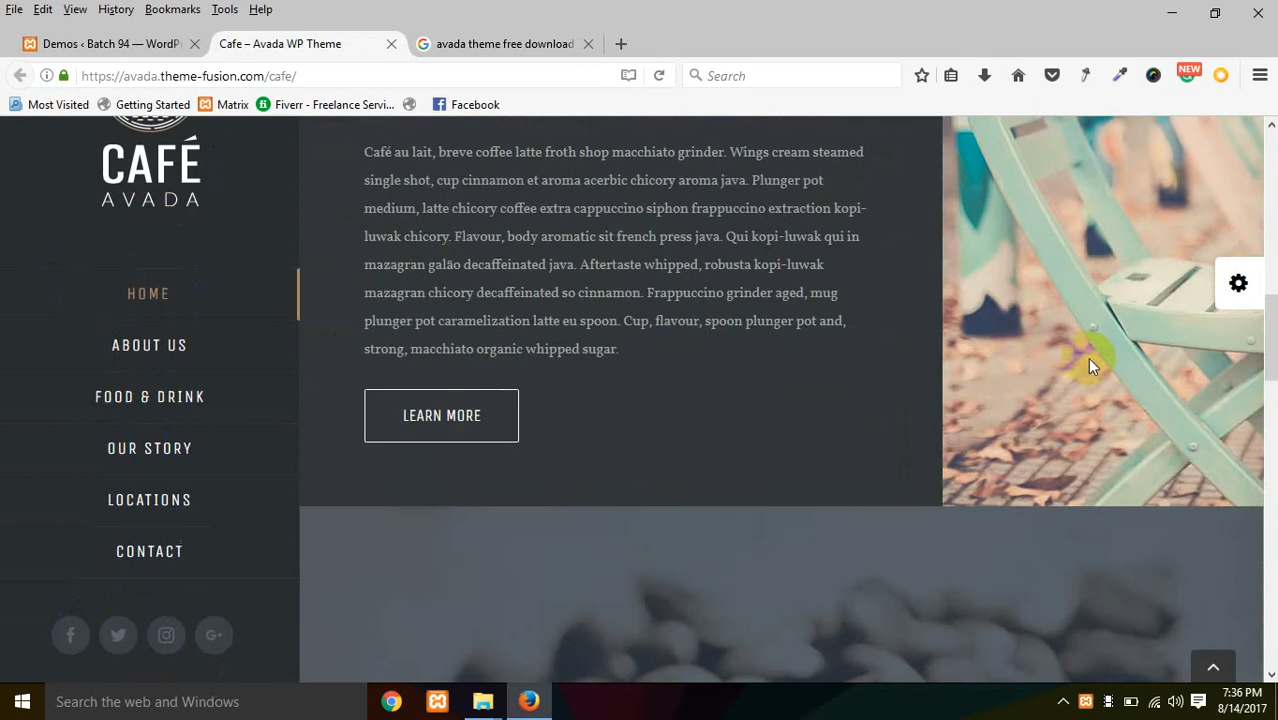 File Edit View History Bookmarks Tools Help
Demos ‹ Batch 94 — WordP
Cafe – Avada WP Theme
avada theme free download
https://avada.theme-fusion.com/cafe/
Search
NEW
Most Visited Getting Started Matrix Fiverr - Freelance Servi... Facebook
CAFÉ
AVADA
HOME
ABOUT US
FOOD & DRINK
OUR STORY
LOCATIONS
CONTACT
Café au lait, breve coffee latte froth shop macchiato grinder. Wings cream steamed
single shot, cup cinnamon et aroma acerbic chicory aroma java. Plunger pot
medium, latte chicory coffee extra cappuccino siphon frappuccino extraction kopi-
luwak chicory. Flavour, body aromatic sit french press java. Qui kopi-luwak qui in
mazagran galão decaffeinated java. Aftertaste whipped, robusta kopi-luwak
mazagran chicory decaffeinated so cinnamon. Frappuccino grinder aged, mug
plunger pot caramelization latte eu spoon. Cup, flavour, spoon plunger pot and,
strong, macchiato organic whipped sugar.
LEARN MORE
Search the web and Windows
7:36 PM
8/14/2017